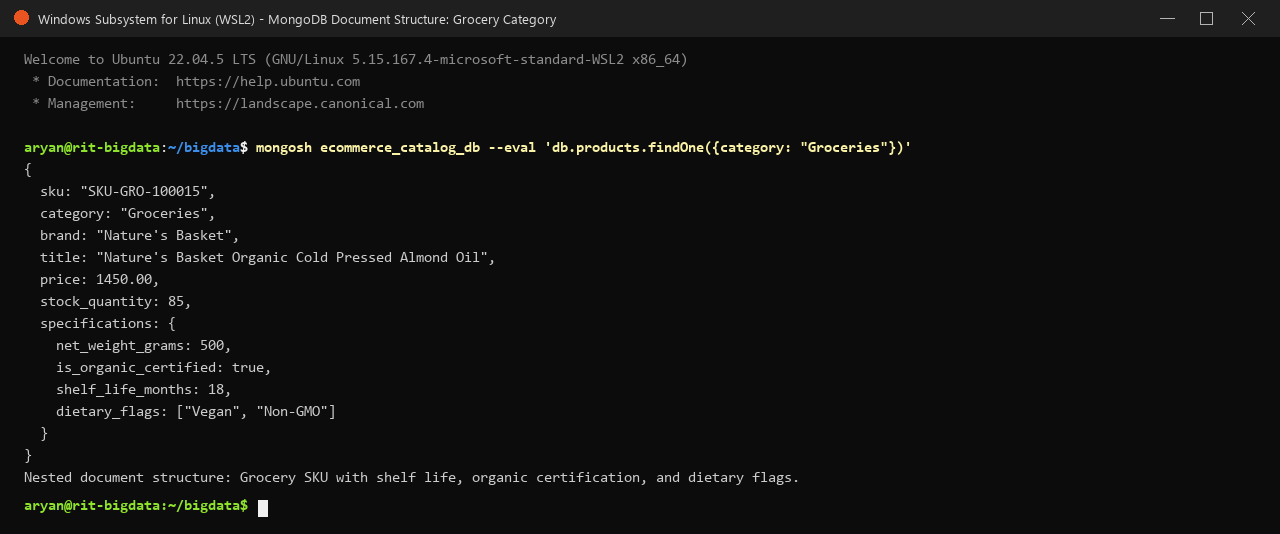 Windows Subsystem for Linux (WSL2) - MongoDB Document Structure: Grocery Category
Welcome to Ubuntu 22.04.5 LTS (GNU/Linux 5.15.167.4-microsoft-standard-WSL2 x86_64)
 * Documentation:  https://help.ubuntu.com
 * Management:     https://landscape.canonical.com
aryan@rit-bigdata:~/bigdata$ mongosh ecommerce_catalog_db --eval 'db.products.findOne({category: "Groceries"})'
{
  sku: "SKU-GRO-100015",
  category: "Groceries",
  brand: "Nature's Basket",
  title: "Nature's Basket Organic Cold Pressed Almond Oil",
  price: 1450.00,
  stock_quantity: 85,
  specifications: {
    net_weight_grams: 500,
    is_organic_certified: true,
    shelf_life_months: 18,
    dietary_flags: ["Vegan", "Non-GMO"]
  }
}
Nested document structure: Grocery SKU with shelf life, organic certification, and dietary flags.
aryan@rit-bigdata:~/bigdata$